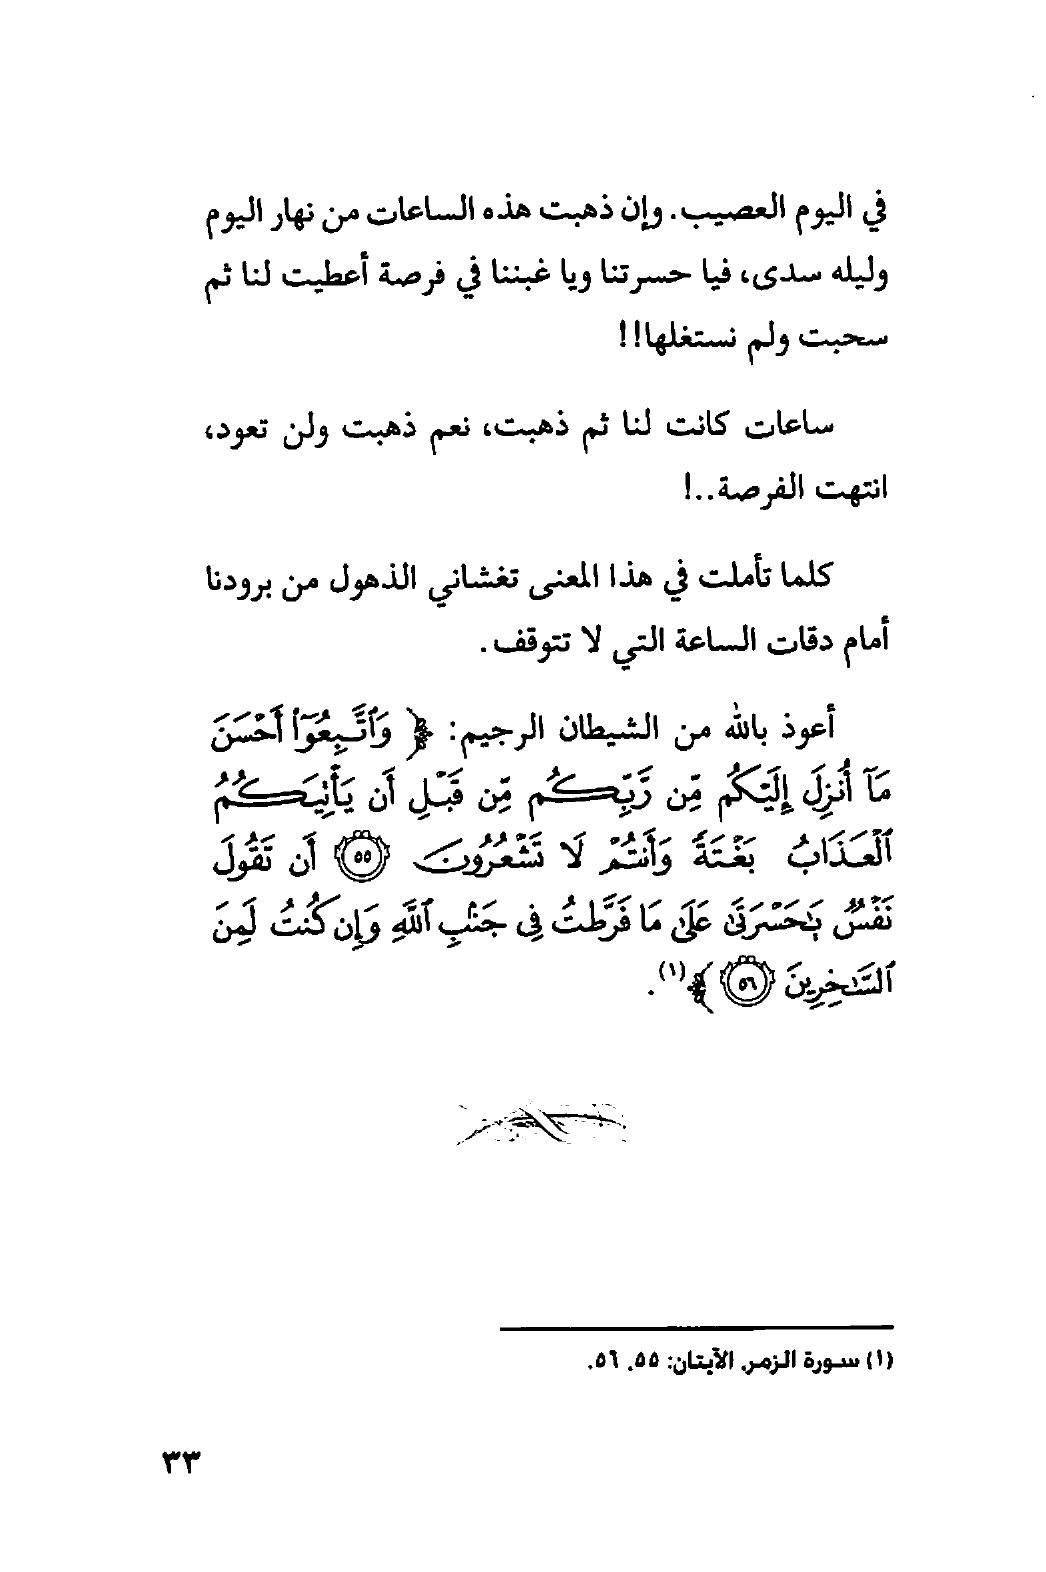 في اليوم العصيب. وإن ذهبت هذه الساعات من نهار اليوم
وليله سدى، فيا حسرتنا ويا غبننا في فرصة أعطيت لنا ثم
سحبت ولم نستغلها!!
ساعات كانت لنا ثم ذهبت، نعم ذهبت ولن تعود،
انتهت الفرصة..!
كلما تأملت في هذا المعنى تغشاني الذهول من برودنا
أمام دقات الساعة التي لا تتوقف.
أعوذ بالله من الشيطان الرجيم: ﴿ وَٱتَّبِعُوٓا۟ أَحْسَنَ
مَآ أُنزِلَ إِلَيْكُم مِّن رَّبِّكُم مِّن قَبْلِ أَن يَأْتِيَكُمُ
ٱلْعَذَابُ بَغْتَةً وَأَنتُمْ لَا تَشْعُرُونَ ٥٥ أَن تَقُولَ
نَفْسٌ يَٰحَسْرَتَىٰ عَلَىٰ مَا فَرَّطتُ فِى جَنۢبِ ٱللَّهِ وَإِن كُنتُ لَمِنَ
ٱلسَّٰخِرِينَ ٥٦ ﴾(١).
(١) سورة الزمر، الآيتان: ٥٥، ٥٦.
٣٣